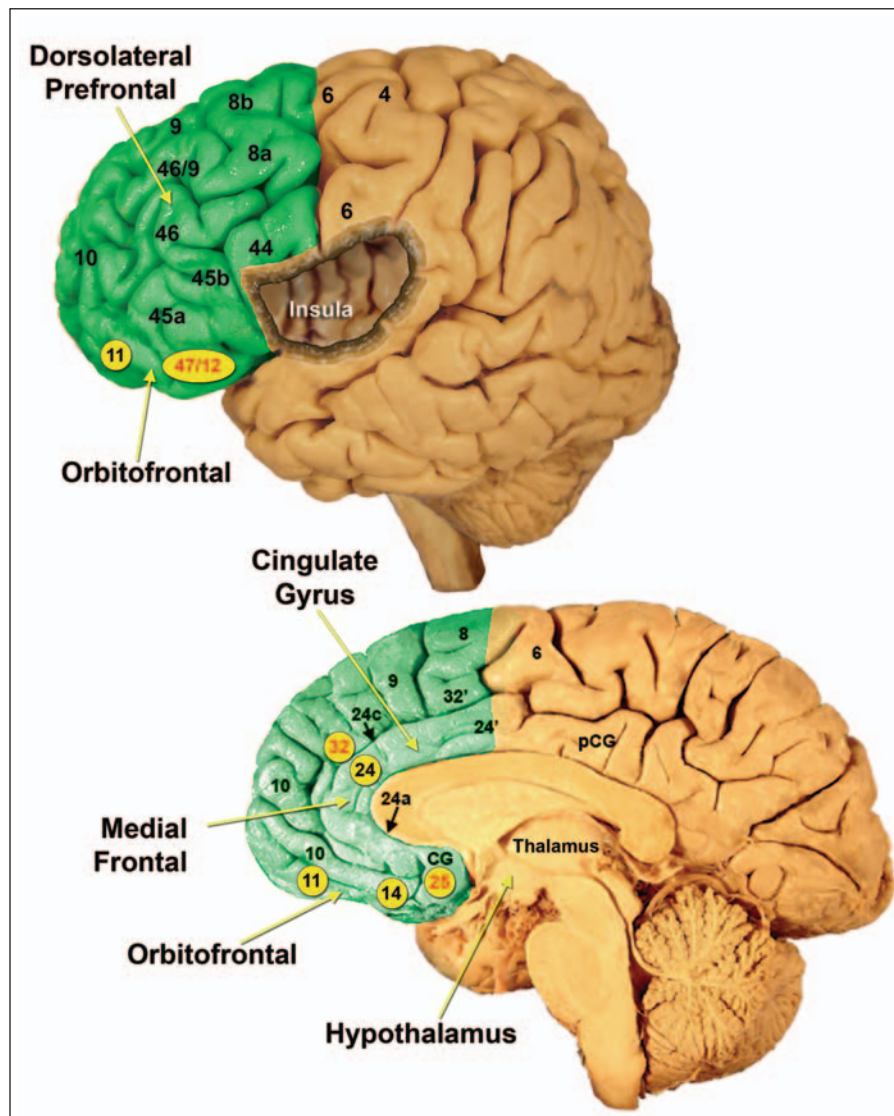 Dorsolateral
Prefrontal
8b
6
4
9
8a
46/9
6
46
44
10
45b
Insula
45a
11
47/12
Orbitofrontal
Cingulate
Gyrus
8
6
9
32'
24c
24'
32
pCG
24
10
24a
Medial
Frontal
Thalamus
10
CG
11
14
25
Orbitofrontal
Hypothalamus